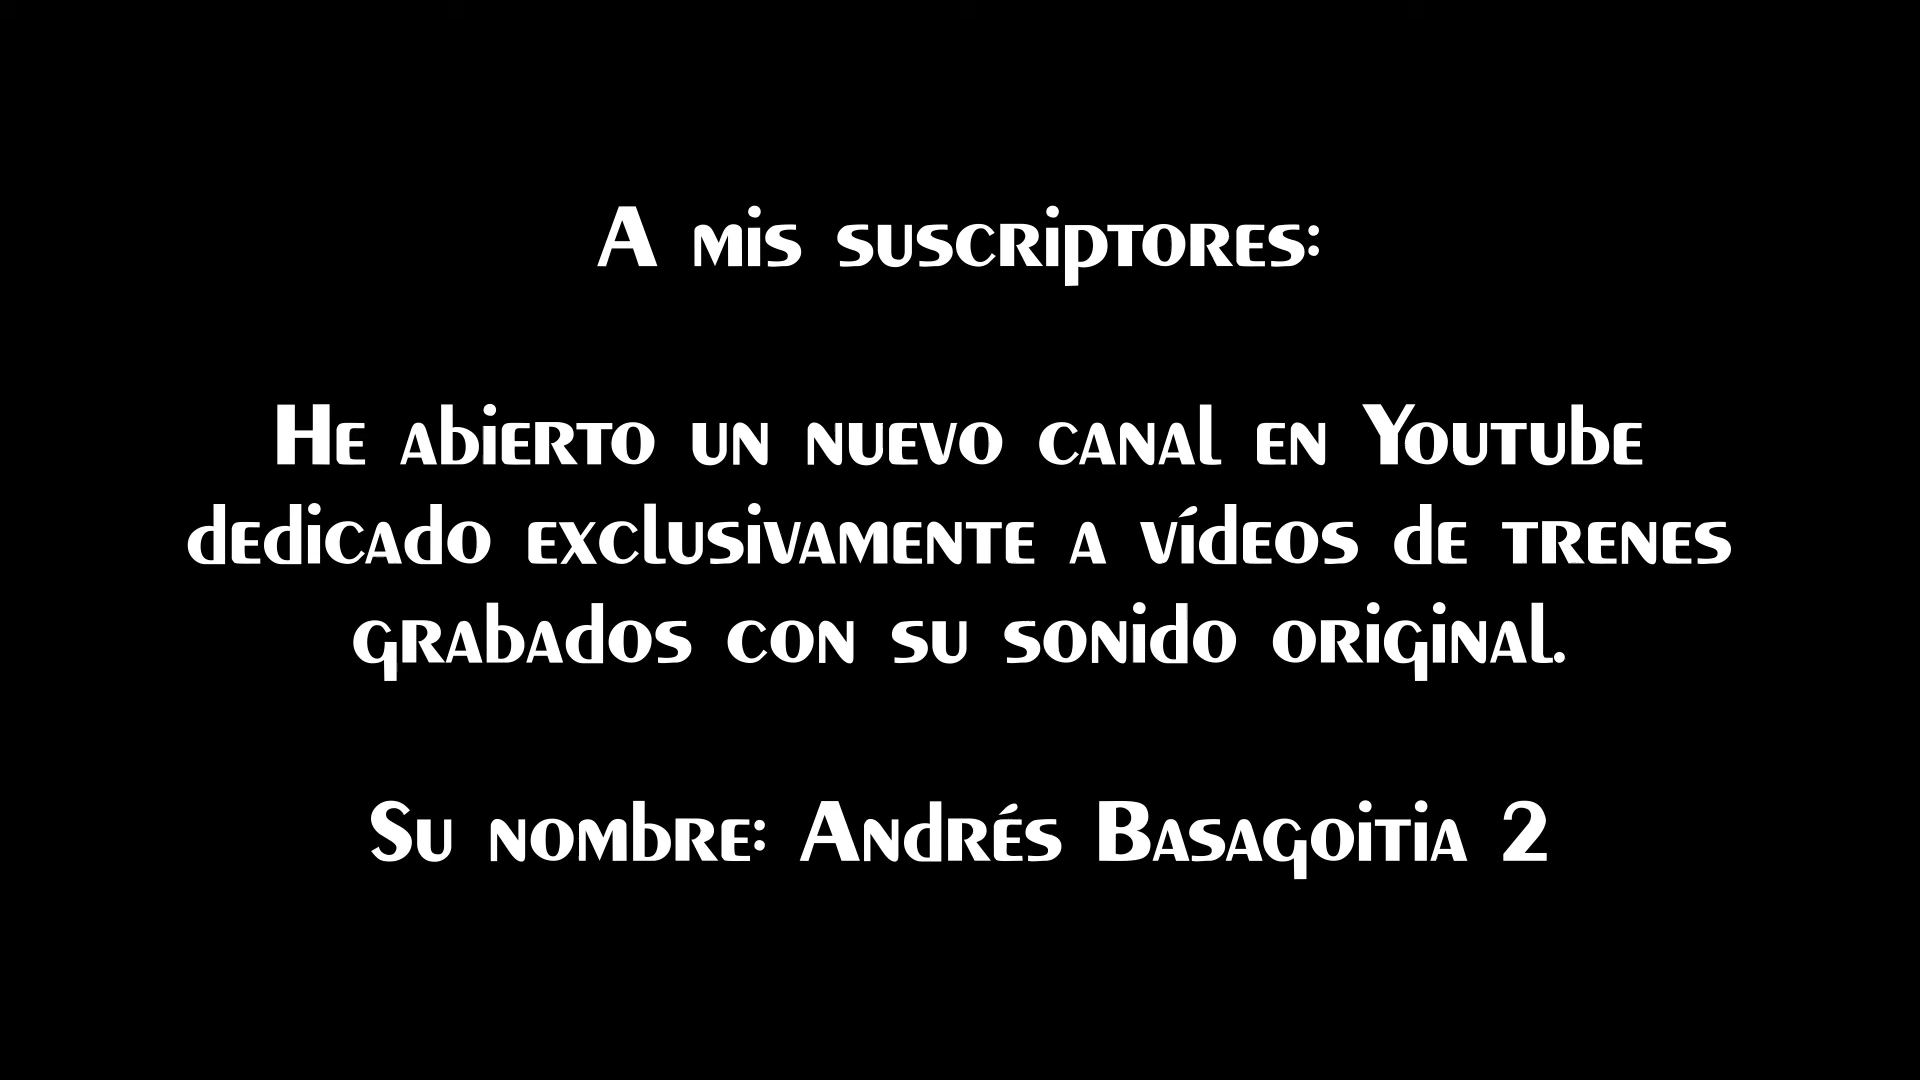 A mis suscriptores:
He abierto un nuevo canal en Youtube
dedicado exclusivamente a vídeos de trenes
grabados con su sonido original.
Su nombre: Andrés Basagoitia 2